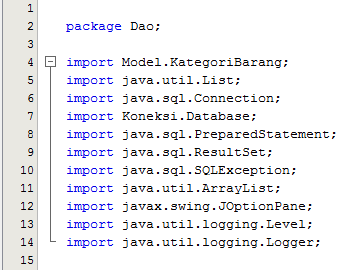 1
2 package Dao;
3
4 import Model.KategoriBarang;
5 import java.util.List;
6 import java.sql.Connection;
7 import Koneksi.Database;
8 import java.sql.PreparedStatement;
9 import java.sql.ResultSet;
10 import java.sql.SQLException;
11 import java.util.ArrayList;
12 import javax.swing.JOptionPane;
13 import java.util.logging.Level;
14 import java.util.logging.Logger;
15